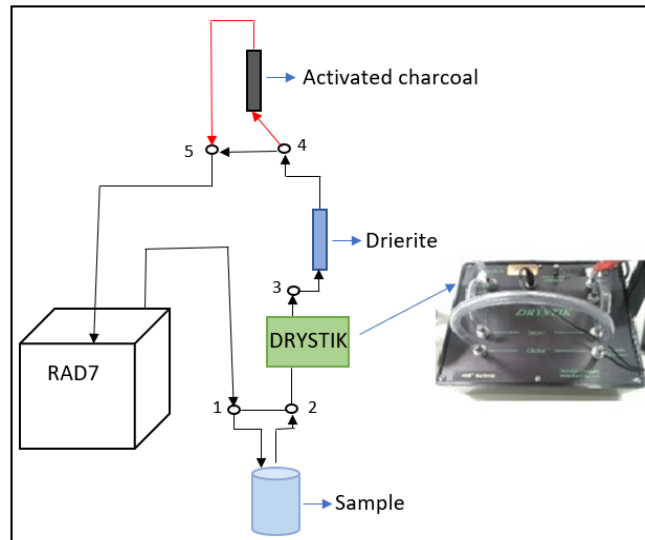 Activated charcoal
5
4
Drierite
3
DRYSTIK
DRYSTIK
RAD7
1
2
Sample